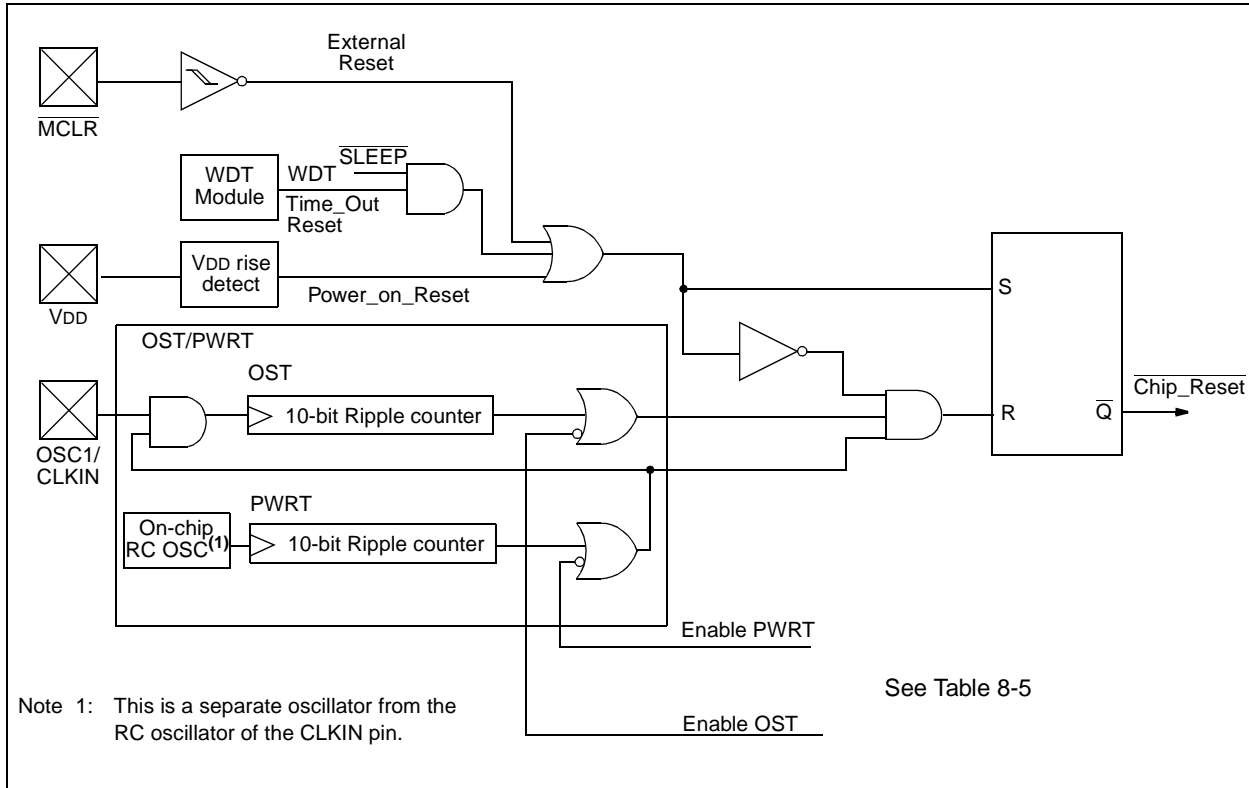 External
Reset
MCLR
SLEEP
WDT
Module
WDT
Time_Out
Reset
VDD rise
detect
Power_on_Reset
VDD
S
OST/PWRT
OST
10-bit Ripple counter
OSC1/
CLKIN
R
Q
Chip_Reset
PWRT
On-chip
RC OSC(1)
10-bit Ripple counter
Enable PWRT
See Table 8-5
Enable OST
Note 1: This is a separate oscillator from the
RC oscillator of the CLKIN pin.